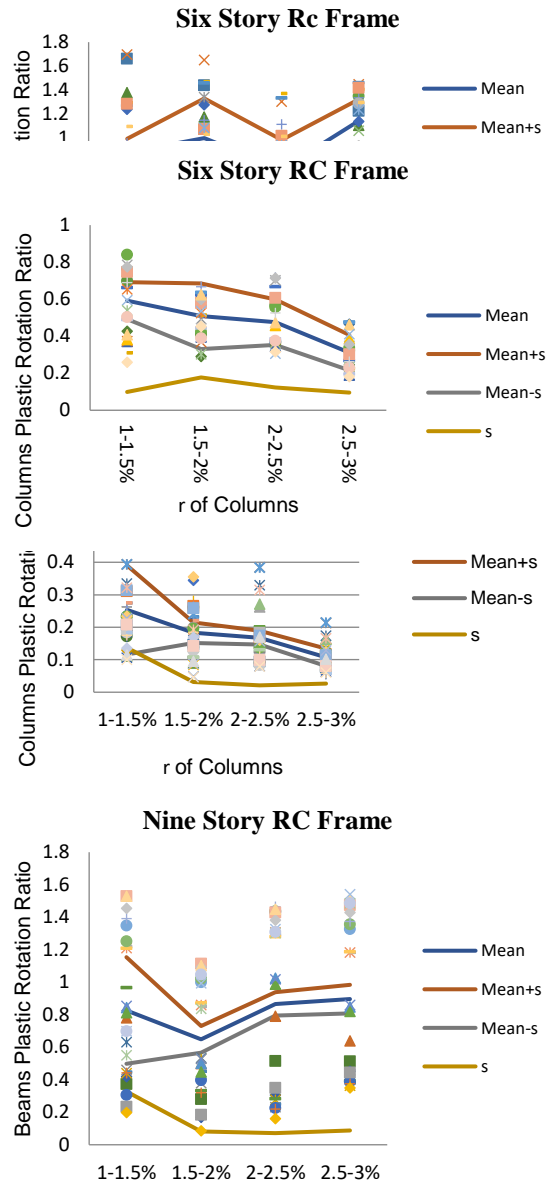 Six Story Rc Frame
1.8
1.6
1.4
1.2
1
tion Ratio
Mean
Mean+s
Six Story RC Frame
1
0.8
0.6
0.4
0.2
0
Columns Plastic Rotation Ratio
1-1.5%
1.5-2%
2-2.5%
2.5-3%
r of Columns
Mean
Mean+s
Mean-s
s
0.4
0.3
0.2
0.1
0
Columns Plastic Rotati
1-1.5% 1.5-2% 2-2.5% 2.5-3%
r of Columns
Mean+s
Mean-s
s
Nine Story RC Frame
1.8
1.6
1.4
1.2
1
0.8
0.6
0.4
0.2
0
Beams Plastic Rotation Ratio
1-1.5% 1.5-2% 2-2.5% 2.5-3%
Mean
Mean+s
Mean-s
s